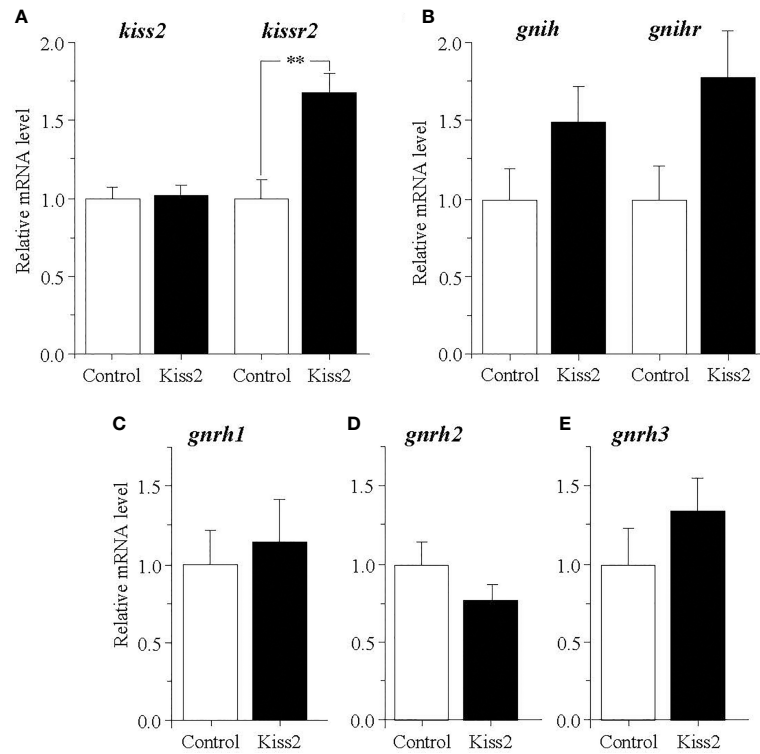 A
kiss2 kissr2
**
2.0
1.5
1.0
0.5
0.0
Relative mRNA level
Control Kiss2 Control Kiss2
B
gnih gnihr
2.0
1.5
1.0
0.5
0.0
Relative mRNA level
Control Kiss2 Control Kiss2
C
gnrh1
1.5
1.0
0.5
0.0
Relative mRNA level
Control Kiss2
D
gnrh2
1.5
1.0
0.5
0.0
Control Kiss2
E
gnrh3
1.5
1.0
0.5
0.0
Control Kiss2